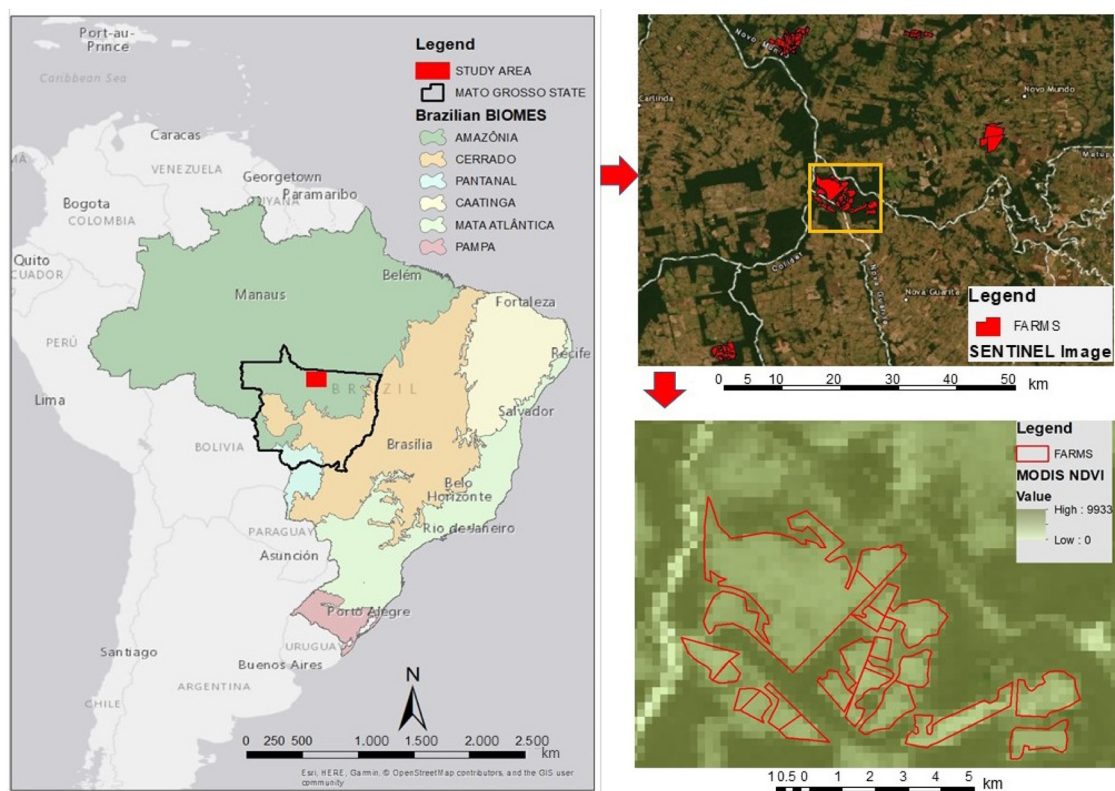 Port-au-
Prince
Caribbean Sea
Caracas
VENEZUELA
Georgetown
Paramaribo
GUYANA
Bogota
COLOMBIA
Quito
ECUADOR
Manaus
Belém
Fortaleza
PERÚ
Recife
Lima
BRAZIL
Salvador
BOLIVIA
Brasília
Belo
Horizonte
PARAGUAY
Rio de Janeiro
Asunción
Porto Alegre
Santiago
URUGUAY
Buenos Aires
ARGENTINA
CHILE
Legend
STUDY AREA
MATO GROSSO STATE
Brazilian BIOMES
AMAZÔNIA
CERRADO
PANTANAL
CAATINGA
MATA ATLÂNTICA
PAMPA
N
0 250 500 1.000 1.500 2.000 2.500
km
Esri, HERE, Garmin, © OpenStreetMap contributors, and the GIS user
community
Carlinda
Novo Mundo
Colider
Nova Guarita
Legend
FARMS
SENTINEL Image
0 5 10 20 30 40 50
km
Legend
FARMS
MODIS NDVI
Value
High : 9933
Low : 0
1 0.5 0 1 2 3 4 5
km